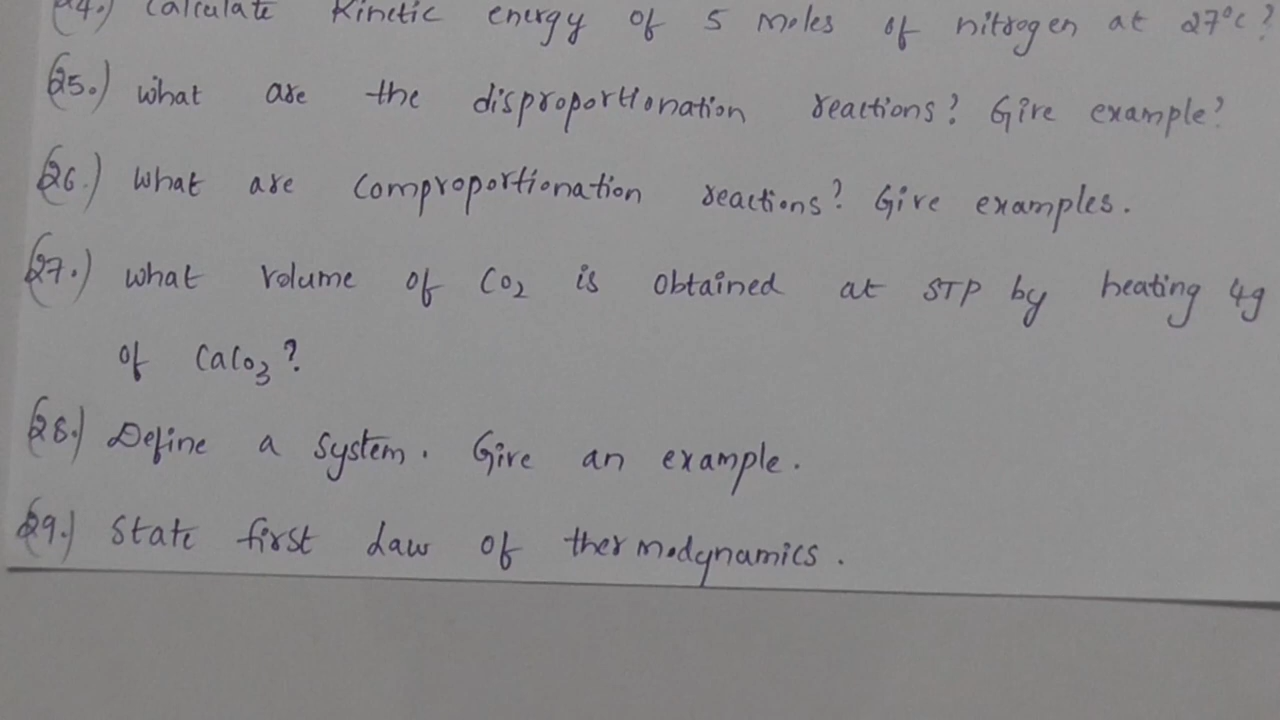 (24.) Calculate Kinetic energy of 5 moles of nitrogen at 27°C?
(25.) What are the disproportionation reactions? Give example?
(26.) What are Comproportionation reactions? Give examples.
(27.) What volume of CO2 is obtained at STP by heating 4g
of CaCO3?
(28.) Define a system. Give an example.
(29.) State first Law of thermodynamics.